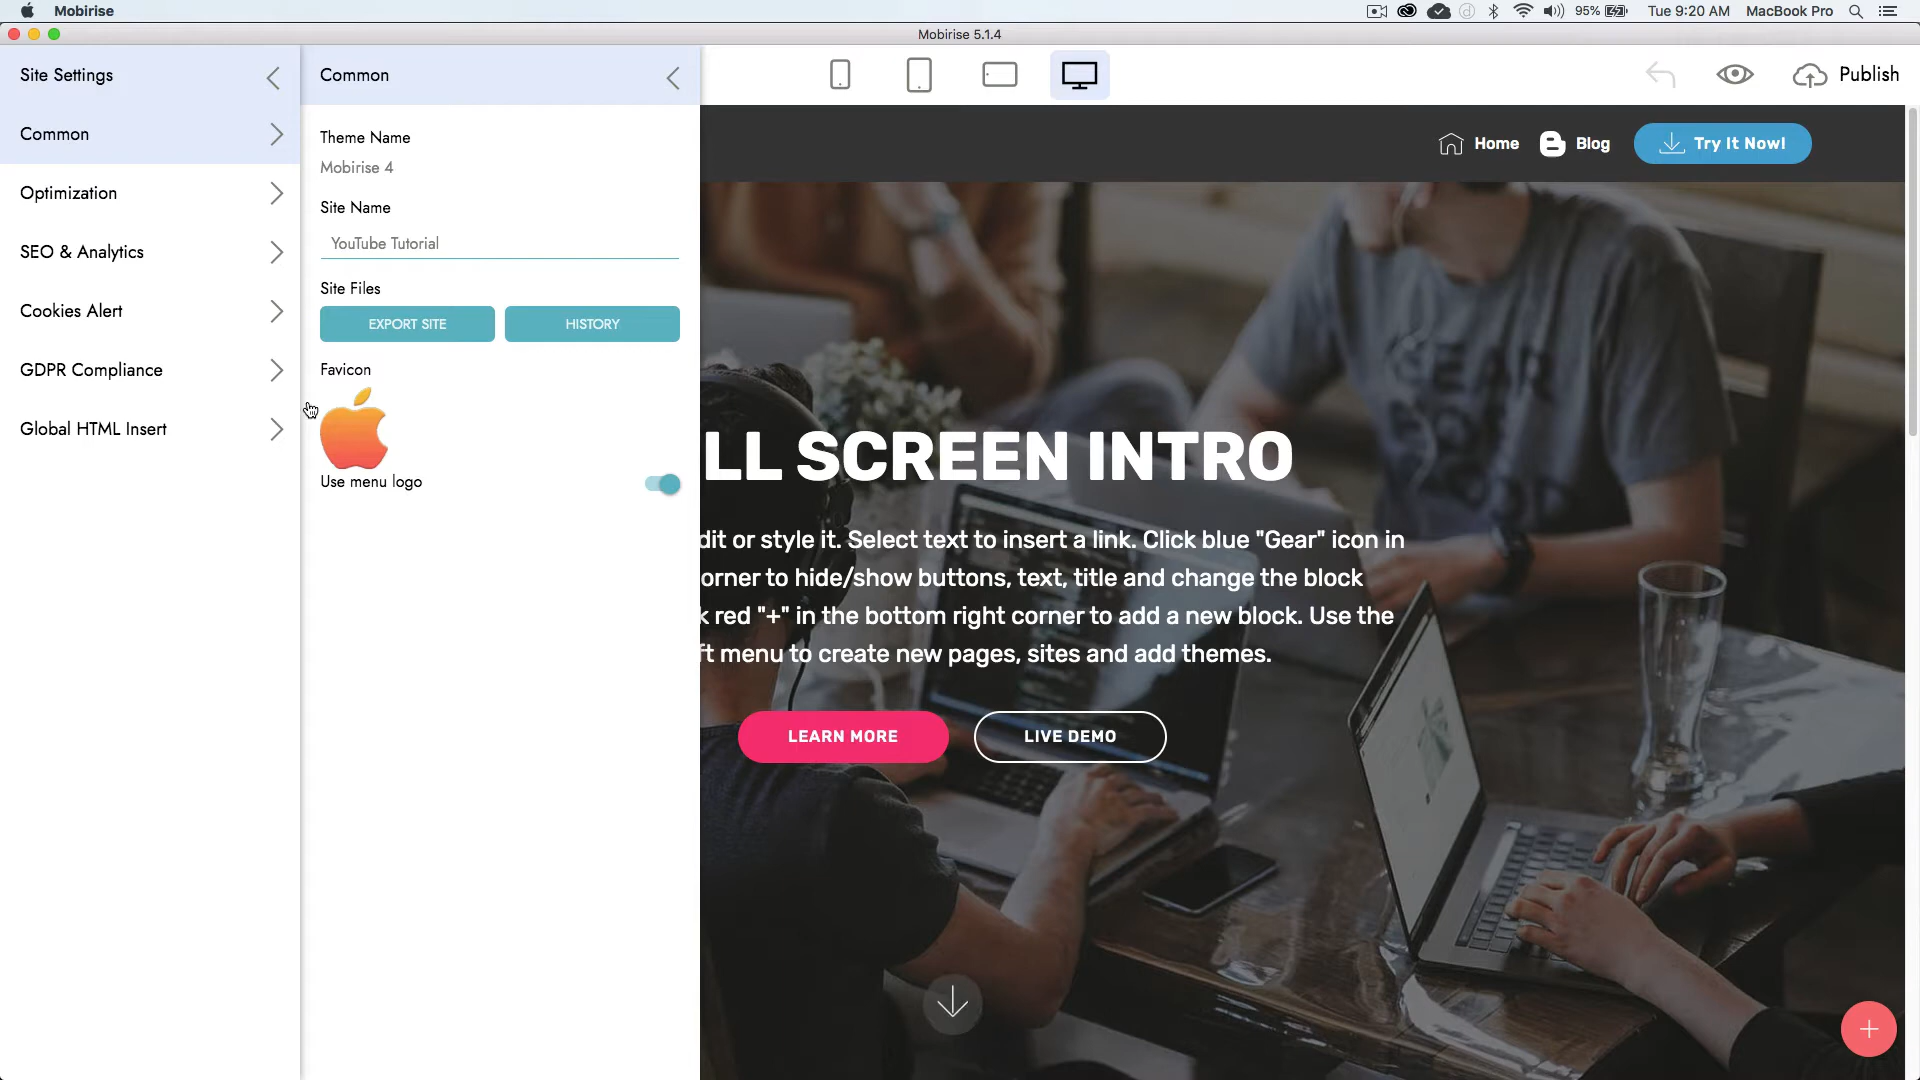 Mobirise
95%
Tue 9:20 AM
MacBook Pro
Mobirise 5.1.4
Site Settings
Common
Optimization
SEO & Analytics
Cookies Alert
GDPR Compliance
Global HTML Insert
Common
Theme Name
Mobirise 4
Site Name
YouTube Tutorial
Site Files
EXPORT SITE
HISTORY
Favicon
Use menu logo
Publish
Home
Blog
Try It Now!
LL SCREEN INTRO
dit or style it. Select text to insert a link. Click blue "Gear" icon in
orner to hide/show buttons, text, title and change the block
k red "+" in the bottom right corner to add a new block. Use the
ft menu to create new pages, sites and add themes.
LEARN MORE
LIVE DEMO